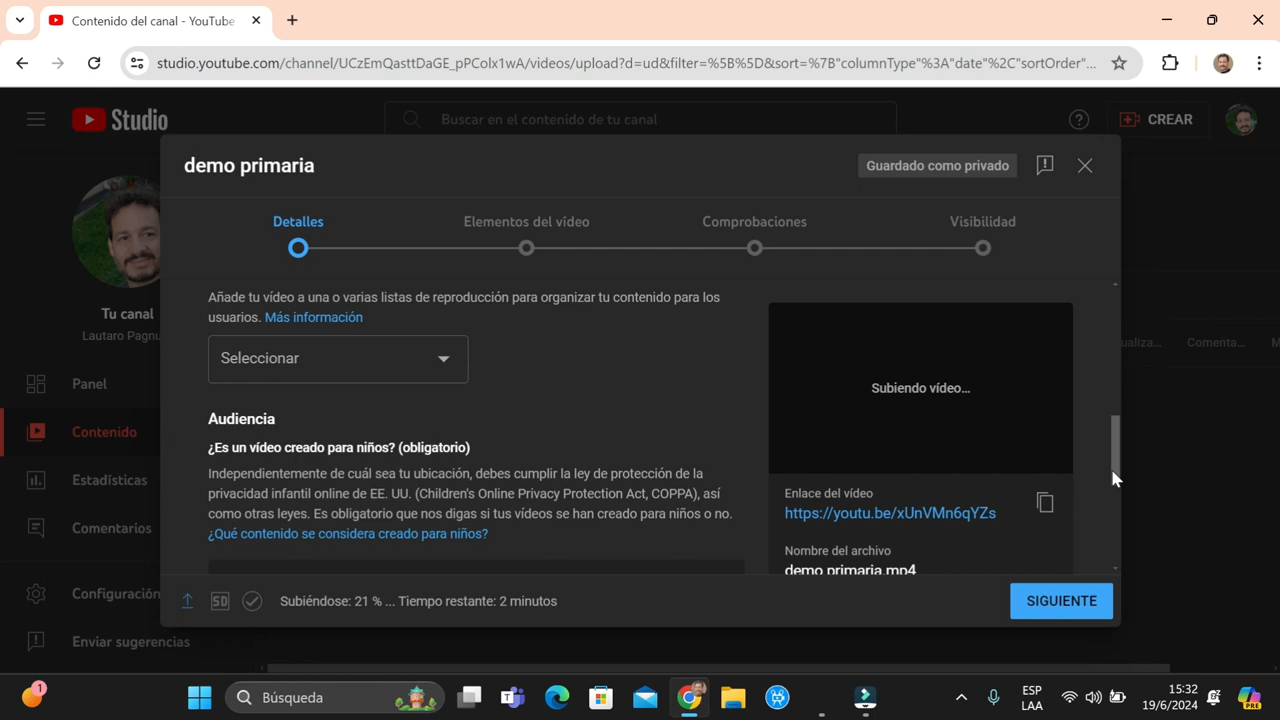 Contenido del canal - YouTube
studio.youtube.com/channel/UCzEmQasttDaGE_pPColx1wA/videos/upload?d=ud&filter=%5B%5D&sort=%7B"columnType"%3A"date"%2C"sortOrder"...
Studio
Buscar en el contenido de tu canal
CREAR
demo primaria
Guardado como privado
Detalles
Elementos del vídeo
Comprobaciones
Visibilidad
Tu canal
Lautaro Pagnu
Panel
Contenido
Estadísticas
Comentarios
Configuración
Enviar sugerencias
Añade tu vídeo a una o varias listas de reproducción para organizar tu contenido para los
usuarios. Más información
Seleccionar
Audiencia
¿Es un vídeo creado para niños? (obligatorio)
Independientemente de cuál sea tu ubicación, debes cumplir la ley de protección de la
privacidad infantil online de EE. UU. (Children's Online Privacy Protection Act, COPPA), así
como otras leyes. Es obligatorio que nos digas si tus vídeos se han creado para niños o no.
¿Qué contenido se considera creado para niños?
Subiendo vídeo...
Enlace del vídeo
https://youtu.be/xUnVMn6qYZs
Nombre del archivo
demo primaria.mp4
ualiza...
Comenta...
M
SD
Subiéndose: 21 % ... Tiempo restante: 2 minutos
SIGUIENTE
1
Búsqueda
ESP
LAA
15:32
19/6/2024
PRE